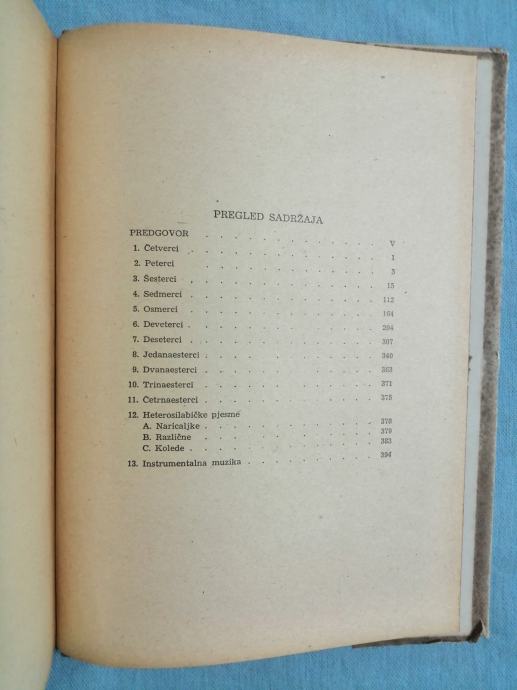 PREGLED SADRŽAJA
PREDGOVOR . . . . . . . . . . V
1. Četverci . . . . . . . . . . 1
2. Peterci . . . . . . . . . . 3
3. Šesterci . . . . . . . . . . 15
4. Sedmerci . . . . . . . . . . 112
5. Osmerci . . . . . . . . . . 164
6. Deveterci . . . . . . . . . . 294
7. Deseterci . . . . . . . . . . 307
8. Jedanaesterci . . . . . . . . . . 340
9. Dvanaesterci . . . . . . . . . . 363
10. Trinaesterci . . . . . . . . . . 371
11. Četrnaesterci . . . . . . . . . . 375
12. Heterosilabičke pjesme
A. Naricaljke . . . . . . . . . . 378
B. Različne . . . . . . . . . . 379
C. Kolede . . . . . . . . . . 383
13. Instrumentalna muzika . . . . . . . . 394